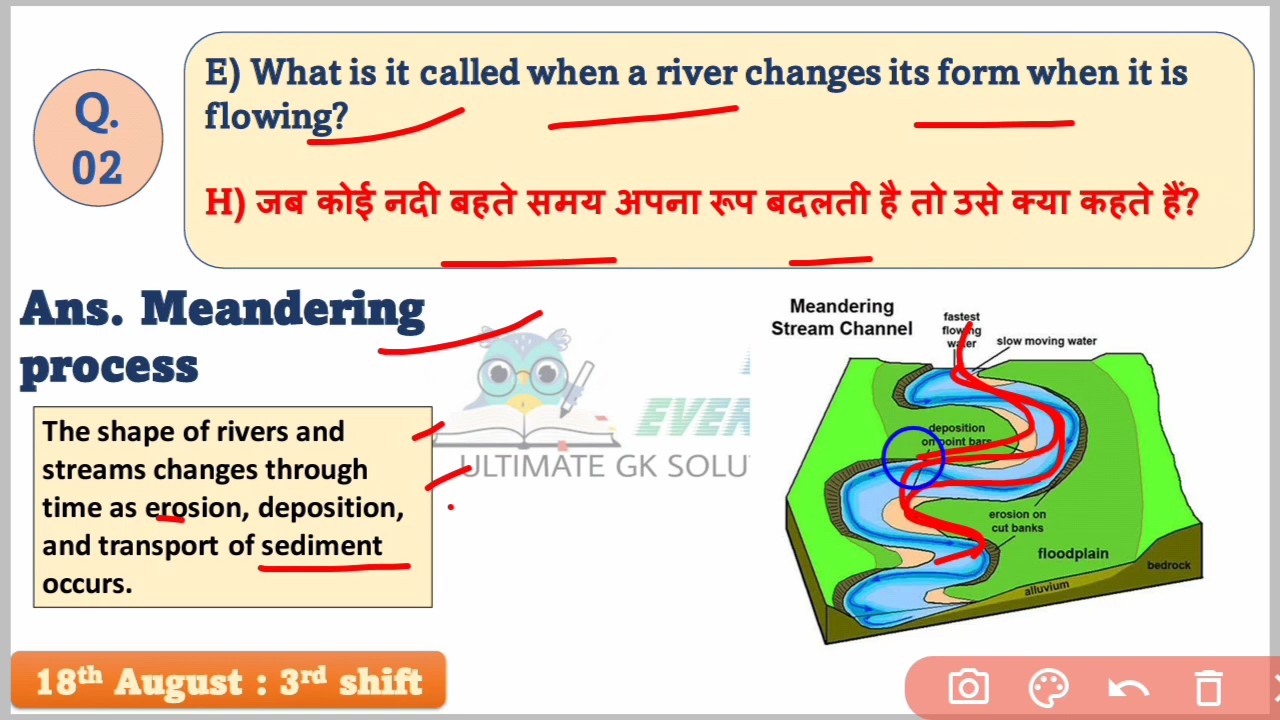 Q.
02
E) What is it called when a river changes its form when it is
flowing?
H) जब कोई नदी बहते समय अपना रूप बदलती है तो उसे क्या कहते हैं?
Ans. Meandering
process
The shape of rivers and
streams changes through
time as erosion, deposition,
and transport of sediment
occurs.
EVER
ULTIMATE GK SOLU
Meandering
Stream Channel
fastest
flowing
water
slow moving water
deposition
on point bars
erosion on
cut banks
floodplain
bedrock
alluvium
18th August : 3rd shift